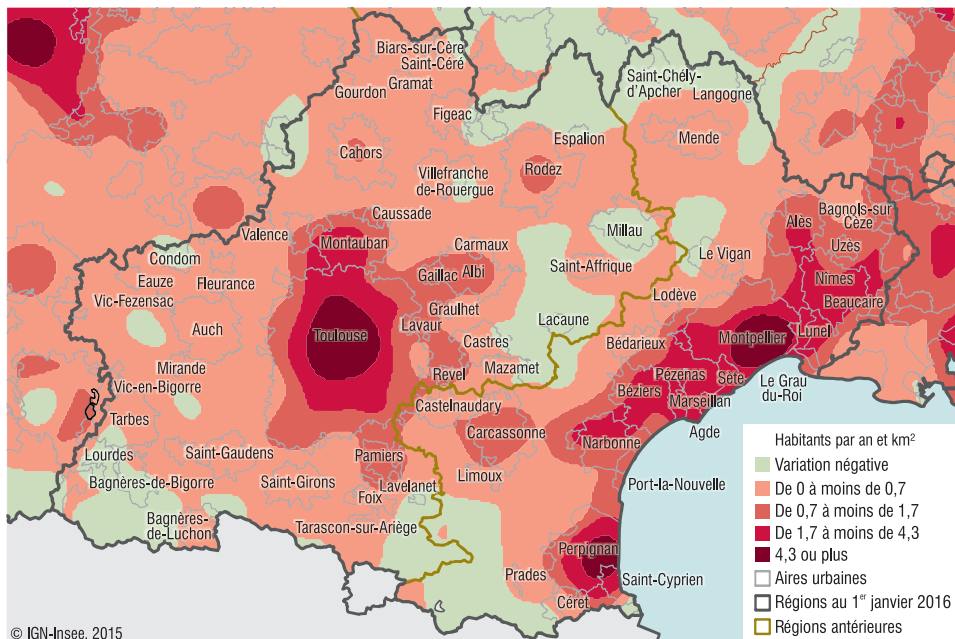 Biars-sur-Cère
Saint-Céré
Gramat
Gourdon
Saint-Chély-
d'Apcher
Langogne
Figeac
Espalion
Mende
Cahors
Rodez
Villefranche
de-Rouergue
Caussade
Bagnols-sur
Cèze
Alès
Valence
Montauban
Millau
Uzès
Condom
Carmaux
Le Vigan
Saint-Affrique
Eauze
Fleurance
Gaillac
Albi
Nîmes
Vic-Fezensac
Lodève
Beaucaire
Graulhet
Auch
Toulouse
Lavaur
Lacaune
Lunel
Castres
Bédarieux
Montpellier
Mirande
Mazamet
Revel
Pézenas
Sète
Vic-en-Bigorre
Béziers
Le Grau
du-Roi
Castelnaudary
Marseillan
Tarbes
Carcassonne
Agde
Narbonne
Lourdes
Saint-Gaudens
Pamiers
Bagnères-de-Bigorre
Saint-Girons
Limoux
Lavelanet
Port-la-Nouvelle
Foix
Bagnères-
de-Luchon
Tarascon-sur-Ariège
Perpignan
Prades
Saint-Cyprien
Céret
Habitants par an et km²
Variation négative
De 0 à moins de 0,7
De 0,7 à moins de 1,7
De 1,7 à moins de 4,3
4,3 ou plus
Aires urbaines
Régions au 1er janvier 2016
Régions antérieures
© IGN-Insee, 2015